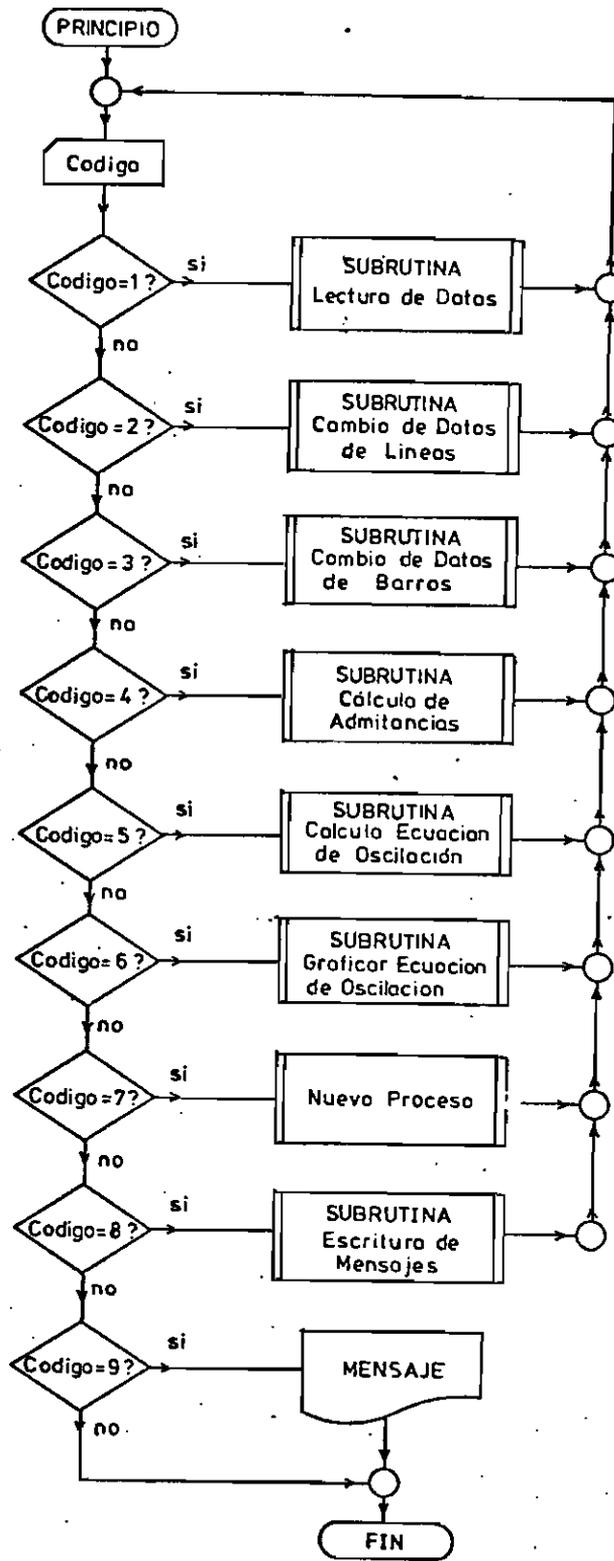 PRINCIPIO
Codigo
Codigo=1?
si
SUBRUTINA
Lectura de Datos
no
Codigo=2?
si
SUBRUTINA
Cambio de Datos
de Lineas
no
Codigo=3?
si
SUBRUTINA
Cambio de Datos
de Barras
no
Codigo=4?
si
SUBRUTINA
Cálculo de
Admitancias
no
Codigo=5?
si
SUBRUTINA
Calculo Ecuacion
de Oscilación
no
Codigo=6?
si
SUBRUTINA
Graficar Ecuacion
de Oscilacion
no
Codigo=7?
si
Nuevo Proceso
no
Codigo=8?
si
SUBRUTINA
Escritura de
Mensajes
no
Codigo=9?
si
MENSAJE
no
FIN